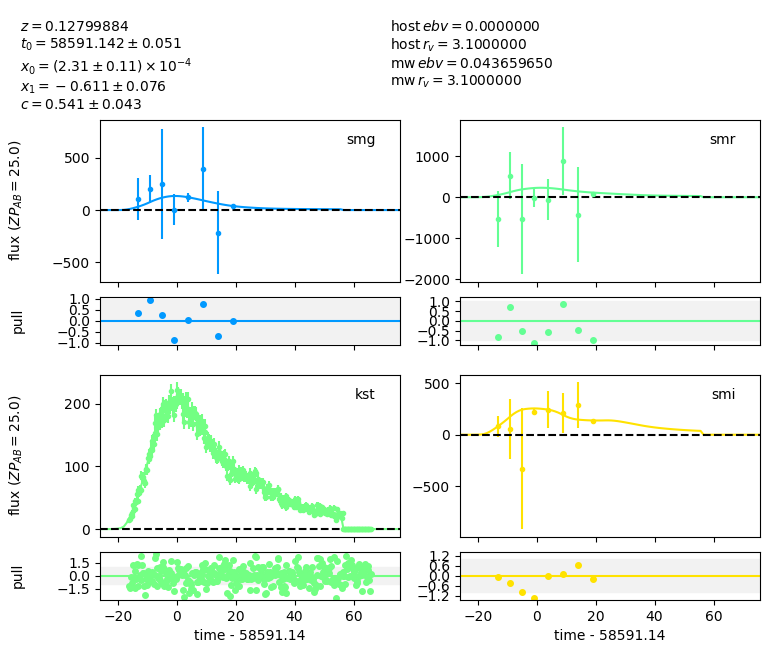 z = 0.12799884
t₀ = 58591.142 ± 0.051
x₀ = (2.31 ± 0.11) × 10⁻⁴
x₁ = −0.611 ± 0.076
c = 0.541 ± 0.043
host ebv = 0.0000000
host r_v = 3.1000000
mw ebv = 0.043659650
mw r_v = 3.1000000
flux (ZP_AB = 25.0)
500
0
−500
smg
1000
0
−1000
−2000
smr
pull
1.0
0.5
0.0
−0.5
−1.0
1.0
0.5
0.0
−0.5
−1.0
flux (ZP_AB = 25.0)
200
100
0
kst
500
0
−500
smi
pull
1.5
0.0
−1.5
1.2
0.6
0.0
−0.6
−1.2
−20 0 20 40 60
−20 0 20 40 60
time - 58591.14
time - 58591.14